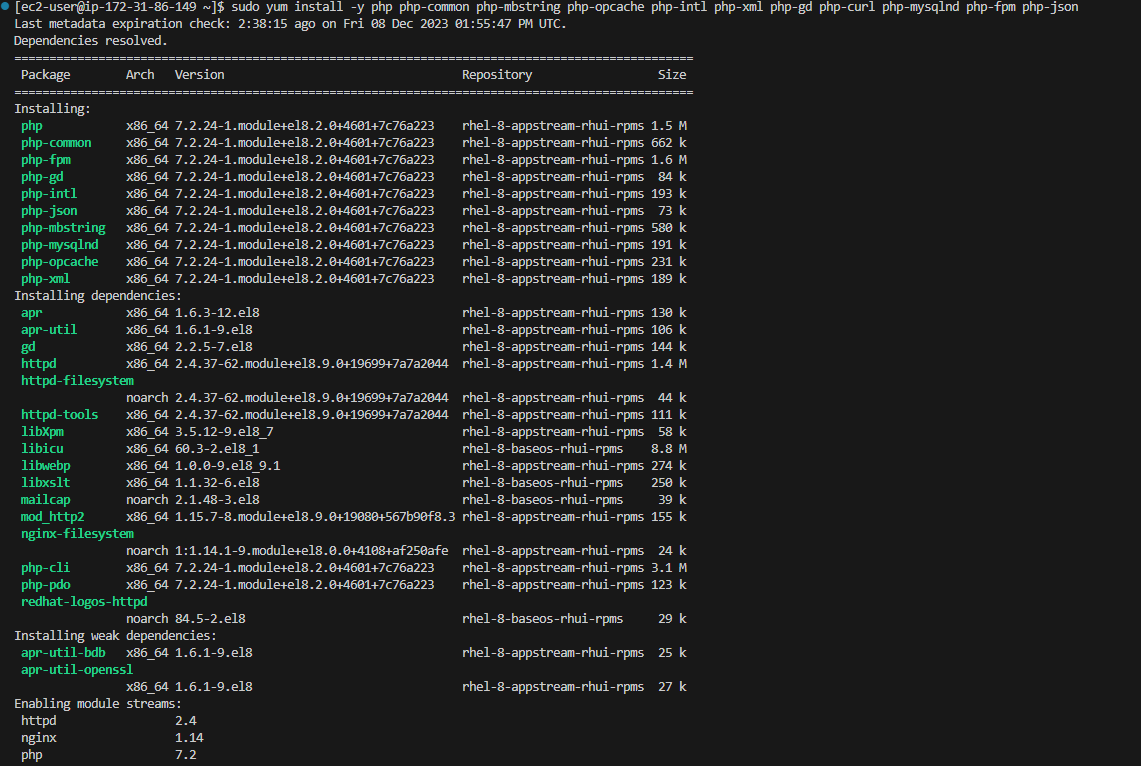 [ec2-user@ip-172-31-86-149 ~]$ sudo yum install -y php php-common php-mbstring php-opcache php-intl php-xml php-gd php-curl php-mysqlnd php-fpm php-json
Last metadata expiration check: 2:38:15 ago on Fri 08 Dec 2023 01:55:47 PM UTC.
Dependencies resolved.
================================================================================================
Package Arch Version Repository Size
================================================================================================
Installing:
php x86_64 7.2.24-1.module+el8.2.0+4601+7c76a223 rhel-8-appstream-rhui-rpms 1.5 M
php-common x86_64 7.2.24-1.module+el8.2.0+4601+7c76a223 rhel-8-appstream-rhui-rpms 662 k
php-fpm x86_64 7.2.24-1.module+el8.2.0+4601+7c76a223 rhel-8-appstream-rhui-rpms 1.6 M
php-gd x86_64 7.2.24-1.module+el8.2.0+4601+7c76a223 rhel-8-appstream-rhui-rpms 84 k
php-intl x86_64 7.2.24-1.module+el8.2.0+4601+7c76a223 rhel-8-appstream-rhui-rpms 193 k
php-json x86_64 7.2.24-1.module+el8.2.0+4601+7c76a223 rhel-8-appstream-rhui-rpms 73 k
php-mbstring x86_64 7.2.24-1.module+el8.2.0+4601+7c76a223 rhel-8-appstream-rhui-rpms 580 k
php-mysqlnd x86_64 7.2.24-1.module+el8.2.0+4601+7c76a223 rhel-8-appstream-rhui-rpms 191 k
php-opcache x86_64 7.2.24-1.module+el8.2.0+4601+7c76a223 rhel-8-appstream-rhui-rpms 231 k
php-xml x86_64 7.2.24-1.module+el8.2.0+4601+7c76a223 rhel-8-appstream-rhui-rpms 189 k
Installing dependencies:
apr x86_64 1.6.3-12.el8 rhel-8-appstream-rhui-rpms 130 k
apr-util x86_64 1.6.1-9.el8 rhel-8-appstream-rhui-rpms 106 k
gd x86_64 2.2.5-7.el8 rhel-8-appstream-rhui-rpms 144 k
httpd x86_64 2.4.37-62.module+el8.9.0+19699+7a7a2044 rhel-8-appstream-rhui-rpms 1.4 M
httpd-filesystem
noarch 2.4.37-62.module+el8.9.0+19699+7a7a2044 rhel-8-appstream-rhui-rpms 44 k
httpd-tools x86_64 2.4.37-62.module+el8.9.0+19699+7a7a2044 rhel-8-appstream-rhui-rpms 111 k
libXpm x86_64 3.5.12-9.el8_7 rhel-8-appstream-rhui-rpms 58 k
libicu x86_64 60.3-2.el8_1 rhel-8-baseos-rhui-rpms 8.8 M
libwebp x86_64 1.0.0-9.el8_9.1 rhel-8-appstream-rhui-rpms 274 k
libxslt x86_64 1.1.32-6.el8 rhel-8-baseos-rhui-rpms 250 k
mailcap noarch 2.1.48-3.el8 rhel-8-baseos-rhui-rpms 39 k
mod_http2 x86_64 1.15.7-8.module+el8.9.0+19080+567b90f8.3 rhel-8-appstream-rhui-rpms 155 k
nginx-filesystem
noarch 1:1.14.1-9.module+el8.0.0+4108+af250afe rhel-8-appstream-rhui-rpms 24 k
php-cli x86_64 7.2.24-1.module+el8.2.0+4601+7c76a223 rhel-8-appstream-rhui-rpms 3.1 M
php-pdo x86_64 7.2.24-1.module+el8.2.0+4601+7c76a223 rhel-8-appstream-rhui-rpms 123 k
redhat-logos-httpd
noarch 84.5-2.el8 rhel-8-baseos-rhui-rpms 29 k
Installing weak dependencies:
apr-util-bdb x86_64 1.6.1-9.el8 rhel-8-appstream-rhui-rpms 25 k
apr-util-openssl
x86_64 1.6.1-9.el8 rhel-8-appstream-rhui-rpms 27 k
Enabling module streams:
httpd 2.4
nginx 1.14
php 7.2